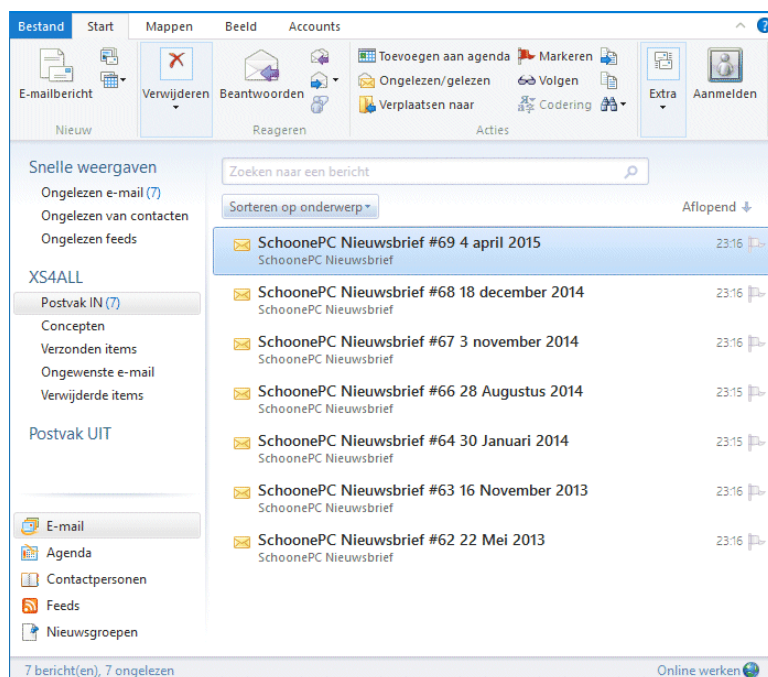 Bestand Start Mappen Beeld Accounts
E-mailbericht
Nieuw
Verwijderen
Beantwoorden
Reageren
Toevoegen aan agenda Markeren
Ongelezen/gelezen Volgen
Verplaatsen naar Codering
Acties
Extra
Aanmelden
Snelle weergaven
Ongelezen e-mail (7)
Ongelezen van contacten
Ongelezen feeds
XS4ALL
Postvak IN (7)
Concepten
Verzonden items
Ongewenste e-mail
Verwijderde items
Postvak UIT
E-mail
Agenda
Contactpersonen
Feeds
Nieuwsgroepen
Zoeken naar een bericht
Sorteren op onderwerp Aflopend
SchoonePC Nieuwsbrief #69 4 april 2015 23:16
SchoonePC Nieuwsbrief
SchoonePC Nieuwsbrief #68 18 december 2014 23:16
SchoonePC Nieuwsbrief
SchoonePC Nieuwsbrief #67 3 november 2014 23:16
SchoonePC Nieuwsbrief
SchoonePC Nieuwsbrief #66 28 Augustus 2014 23:15
SchoonePC Nieuwsbrief
SchoonePC Nieuwsbrief #64 30 Januari 2014 23:15
SchoonePC Nieuwsbrief
SchoonePC Nieuwsbrief #63 16 November 2013 23:16
SchoonePC Nieuwsbrief
SchoonePC Nieuwsbrief #62 22 Mei 2013 23:16
SchoonePC Nieuwsbrief
7 bericht(en), 7 ongelezen Online werken